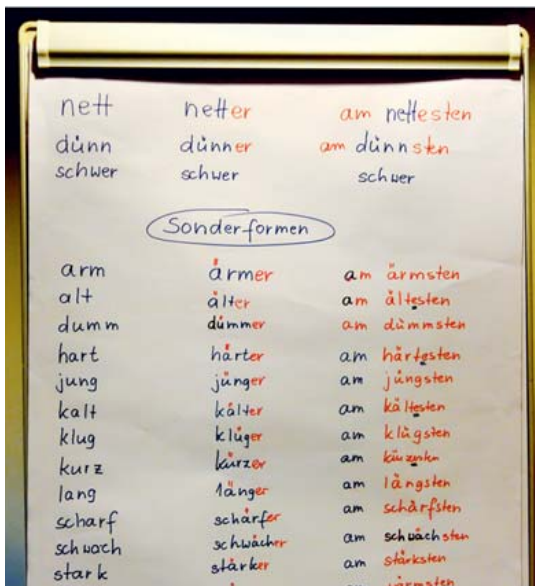 nett netter am nettesten
dünn dünner am dünnsten
schwer schwer schwer
Sonderformen
arm ärmer am ärmsten
alt älter am ältesten
dumm dümmer am dümmsten
hart härter am härtesten
jung jünger am jüngsten
kalt kälter am kältesten
klug klüger am klügsten
kurz kürzer am
lang länger am längsten
scharf schärfer am schärfsten
schwach schwächer am schwächsten
stark stärker am stärksten